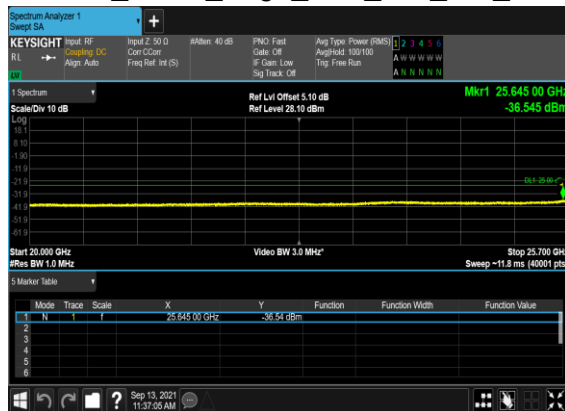 Spectrum Analyzer 1
Swept SA
+
KEYSIGHT Input: RF Input Z: 50 Ω #Atten: 40 dB PNO: Fast Avg Type: Power (RMS) 1 2 3 4 5 6
RL Coupling: DC Corr CCorr Gate: Off Avg|Hold: 100/100 A W W W W W
Align: Auto Freq Ref: Int (S) IF Gain: Low Trig: Free Run
LW Sig Track: Off A N N N N N
1 Spectrum Ref Lvl Offset 5.10 dB Mkr1 25.645 00 GHz
Scale/Div 10 dB Ref Level 28.10 dBm -36.545 dBm
Log
18.1
8.10
-1.90
-11.9
-21.9 DL1 -25.00
-31.9
-41.9
-51.9
-61.9
Start 20.000 GHz Video BW 3.0 MHz* Stop 25.700 GHz
#Res BW 1.0 MHz Sweep ~11.8 ms (40001 pts)
5 Marker Table
Mode Trace Scale X Y Function Function Width Function Value
1 N 1 f 25.645 00 GHz -36.54 dBm
2
3
4
5
6
? Sep 13, 2021
11:37:05 AM